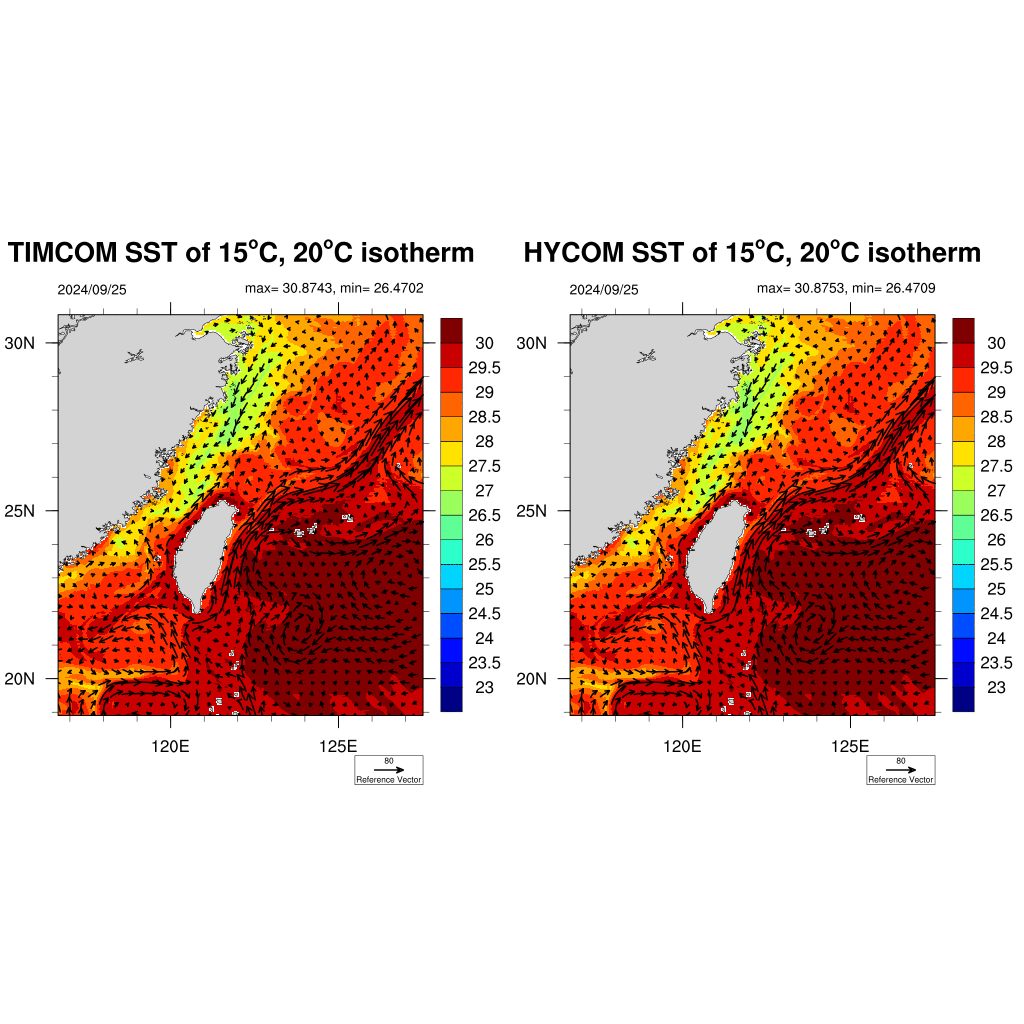 TIMCOM SST of 15°C, 20°C isotherm
2024/09/25 max= 30.8743, min= 26.4702
30N
25N
20N
120E 125E
30
29.5
29
28.5
28
27.5
27
26.5
26
25.5
25
24.5
24
23.5
23
80
Reference Vector
HYCOM SST of 15°C, 20°C isotherm
2024/09/25 max= 30.8753, min= 26.4709
30N
25N
20N
120E 125E
30
29.5
29
28.5
28
27.5
27
26.5
26
25.5
25
24.5
24
23.5
23
80
Reference Vector